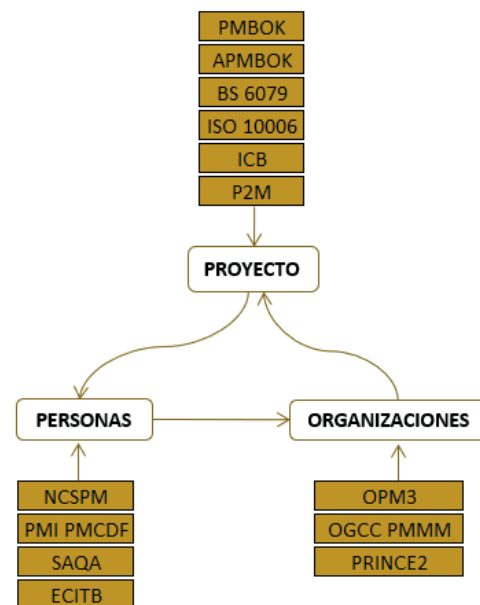 PMBOK
APMBOK
BS 6079
ISO 10006
ICB
P2M
PROYECTO
PERSONAS
ORGANIZACIONES
NCSPM
PMI PMCDF
SAQA
ECITB
OPM3
OGCC PMMM
PRINCE2